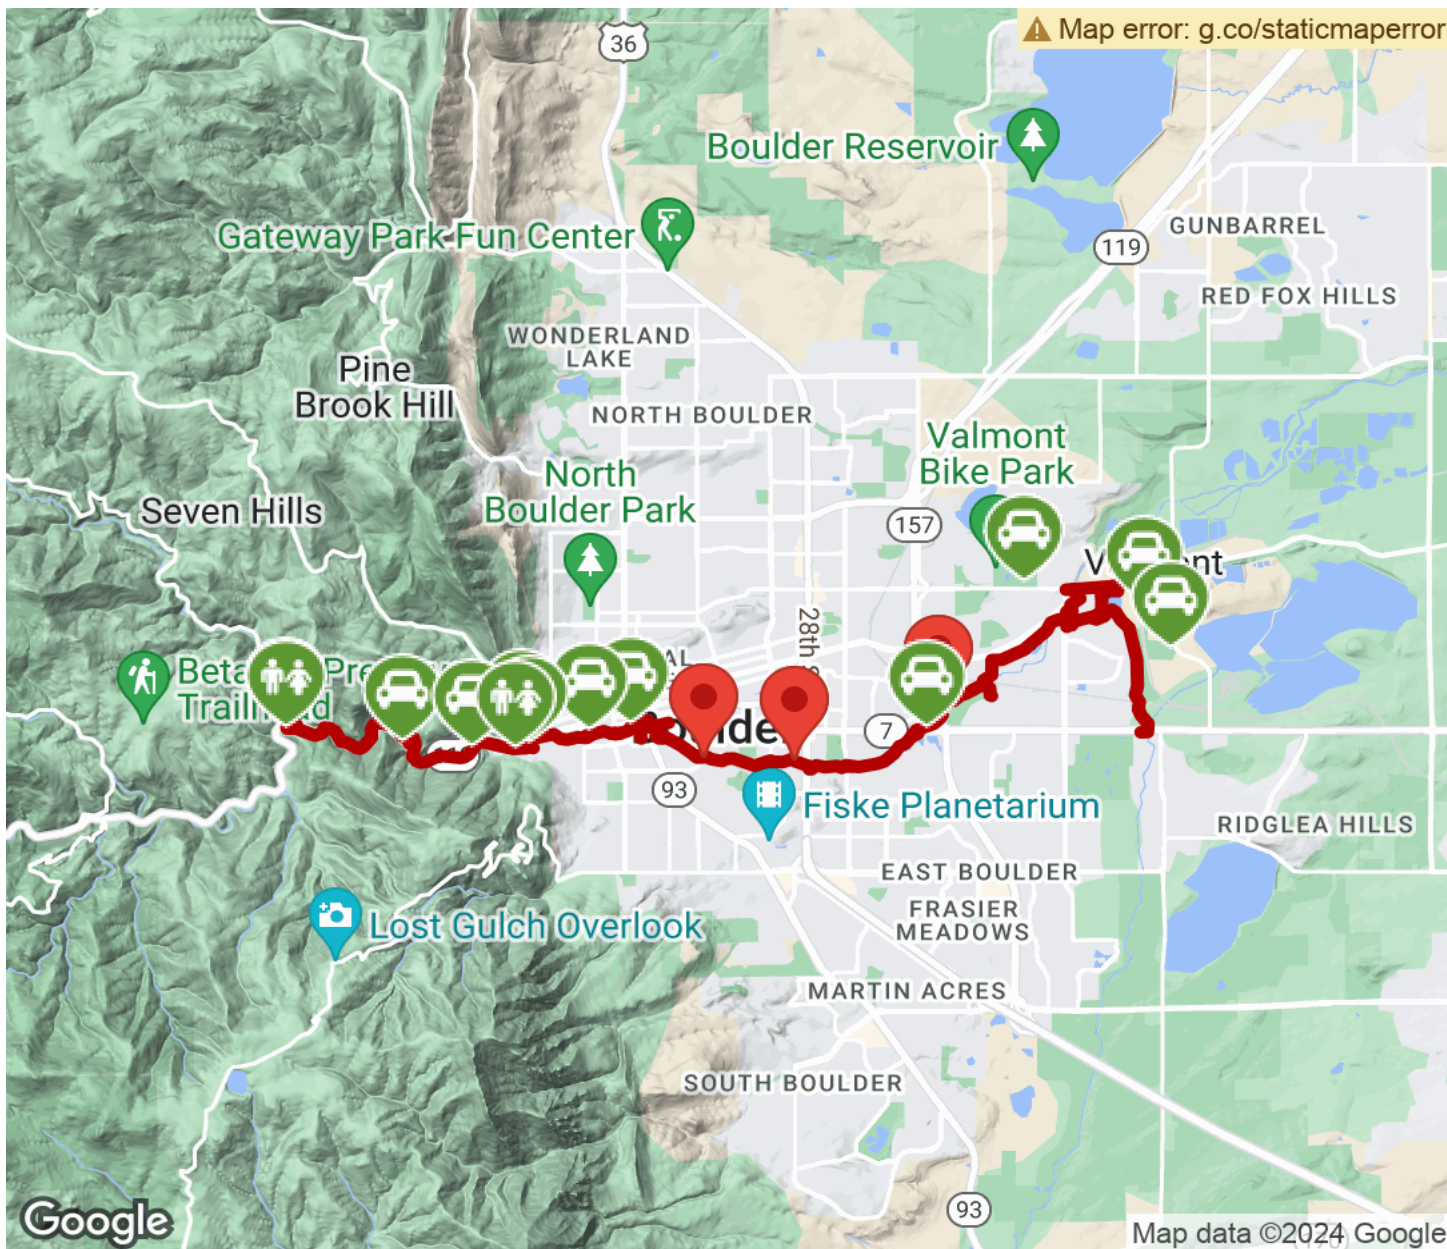 Map error: g.co/staticmaperror
36
Boulder Reservoir
Gateway Park Fun Center
GUNBARREL
119
RED FOX HILLS
WONDERLAND
LAKE
Pine
Brook Hill
NORTH BOULDER
Valmont
Bike Park
North
Boulder Park
Seven Hills
157
28th S
7
93
Fiske Planetarium
RIDGLEA HILLS
EAST BOULDER
FRASIER
MEADOWS
Lost Gulch Overlook
MARTIN ACRES
SOUTH BOULDER
93
Google
Map data ©2024 Google